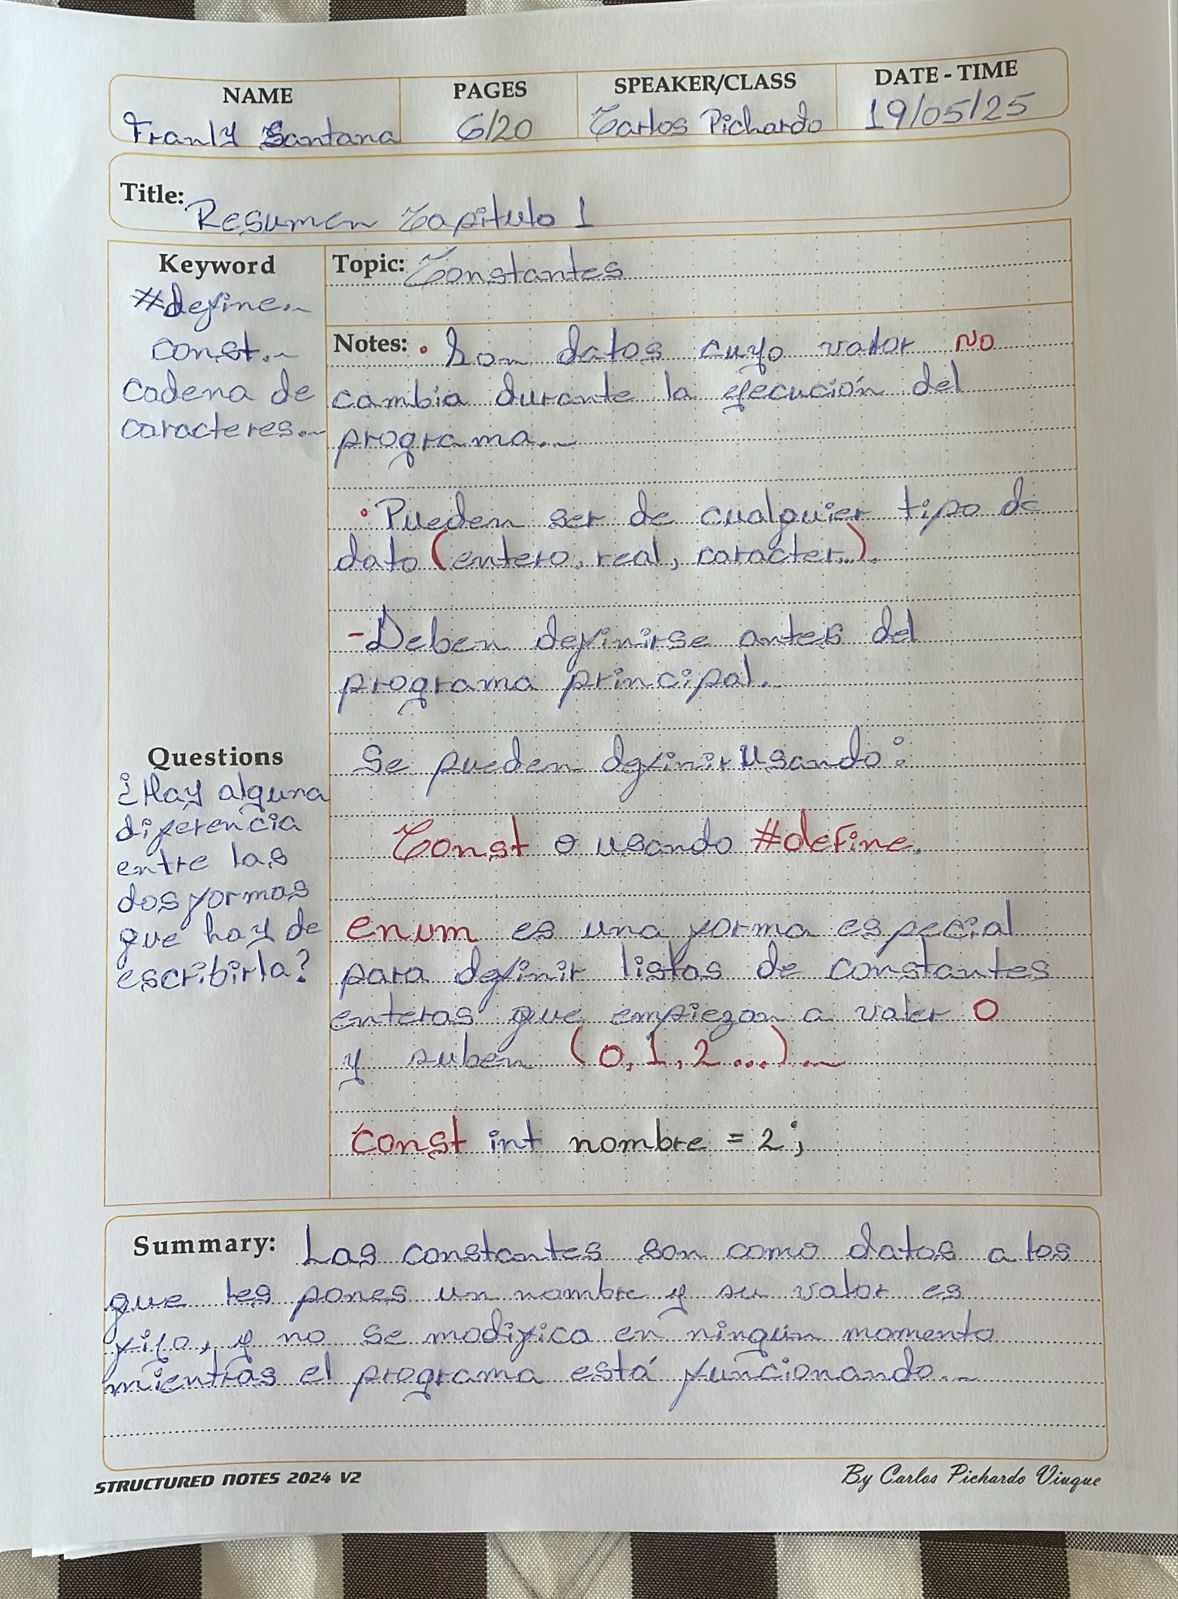 NAME PAGES SPEAKER/CLASS DATE - TIME
Franly Santana 6/20 Carlos Pichardo 19/05/25
Title: Resumen Capitulo 1
Keyword
#define.
const.
cadena de
caracteres.
Topic: Constantes
Notes: • Son datos cuyo valor NO
cambia durante la ejecución del
programa.
• Pueden ser de cualquier tipo de
dato (entero, real, caracter..).
- Deben definirse antes del
programa principal.
Se pueden definir usando:
Const o usando #define.
enum es una forma especial
para definir listas de constantes
enteras que empiezan a valer 0
y suben (0, 1, 2...).
const int nombre = 2;
Questions
¿Hay alguna
diferencia
entre las
dos formas
que hay de
escribirla?
Summary: Las constantes son como datos a los
que les pones un nombre y su valor es
fijo, y no se modifica en ningún momento
mientras el programa está funcionando.
STRUCTURED NOTES 2024 V2
By Carlos Pichardo Viuque